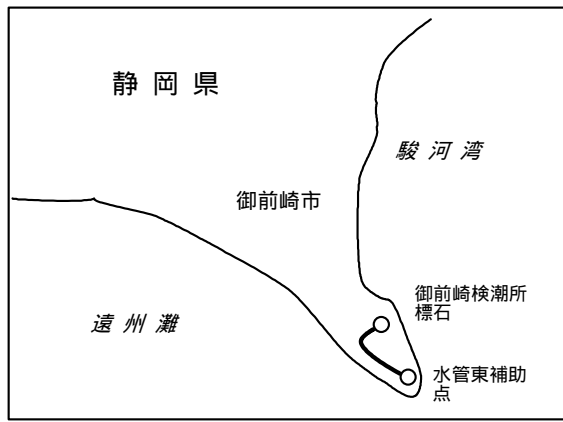 静岡県
駿河湾
御前崎市
御前崎検潮所
標石
遠州灘
水管東補助
点